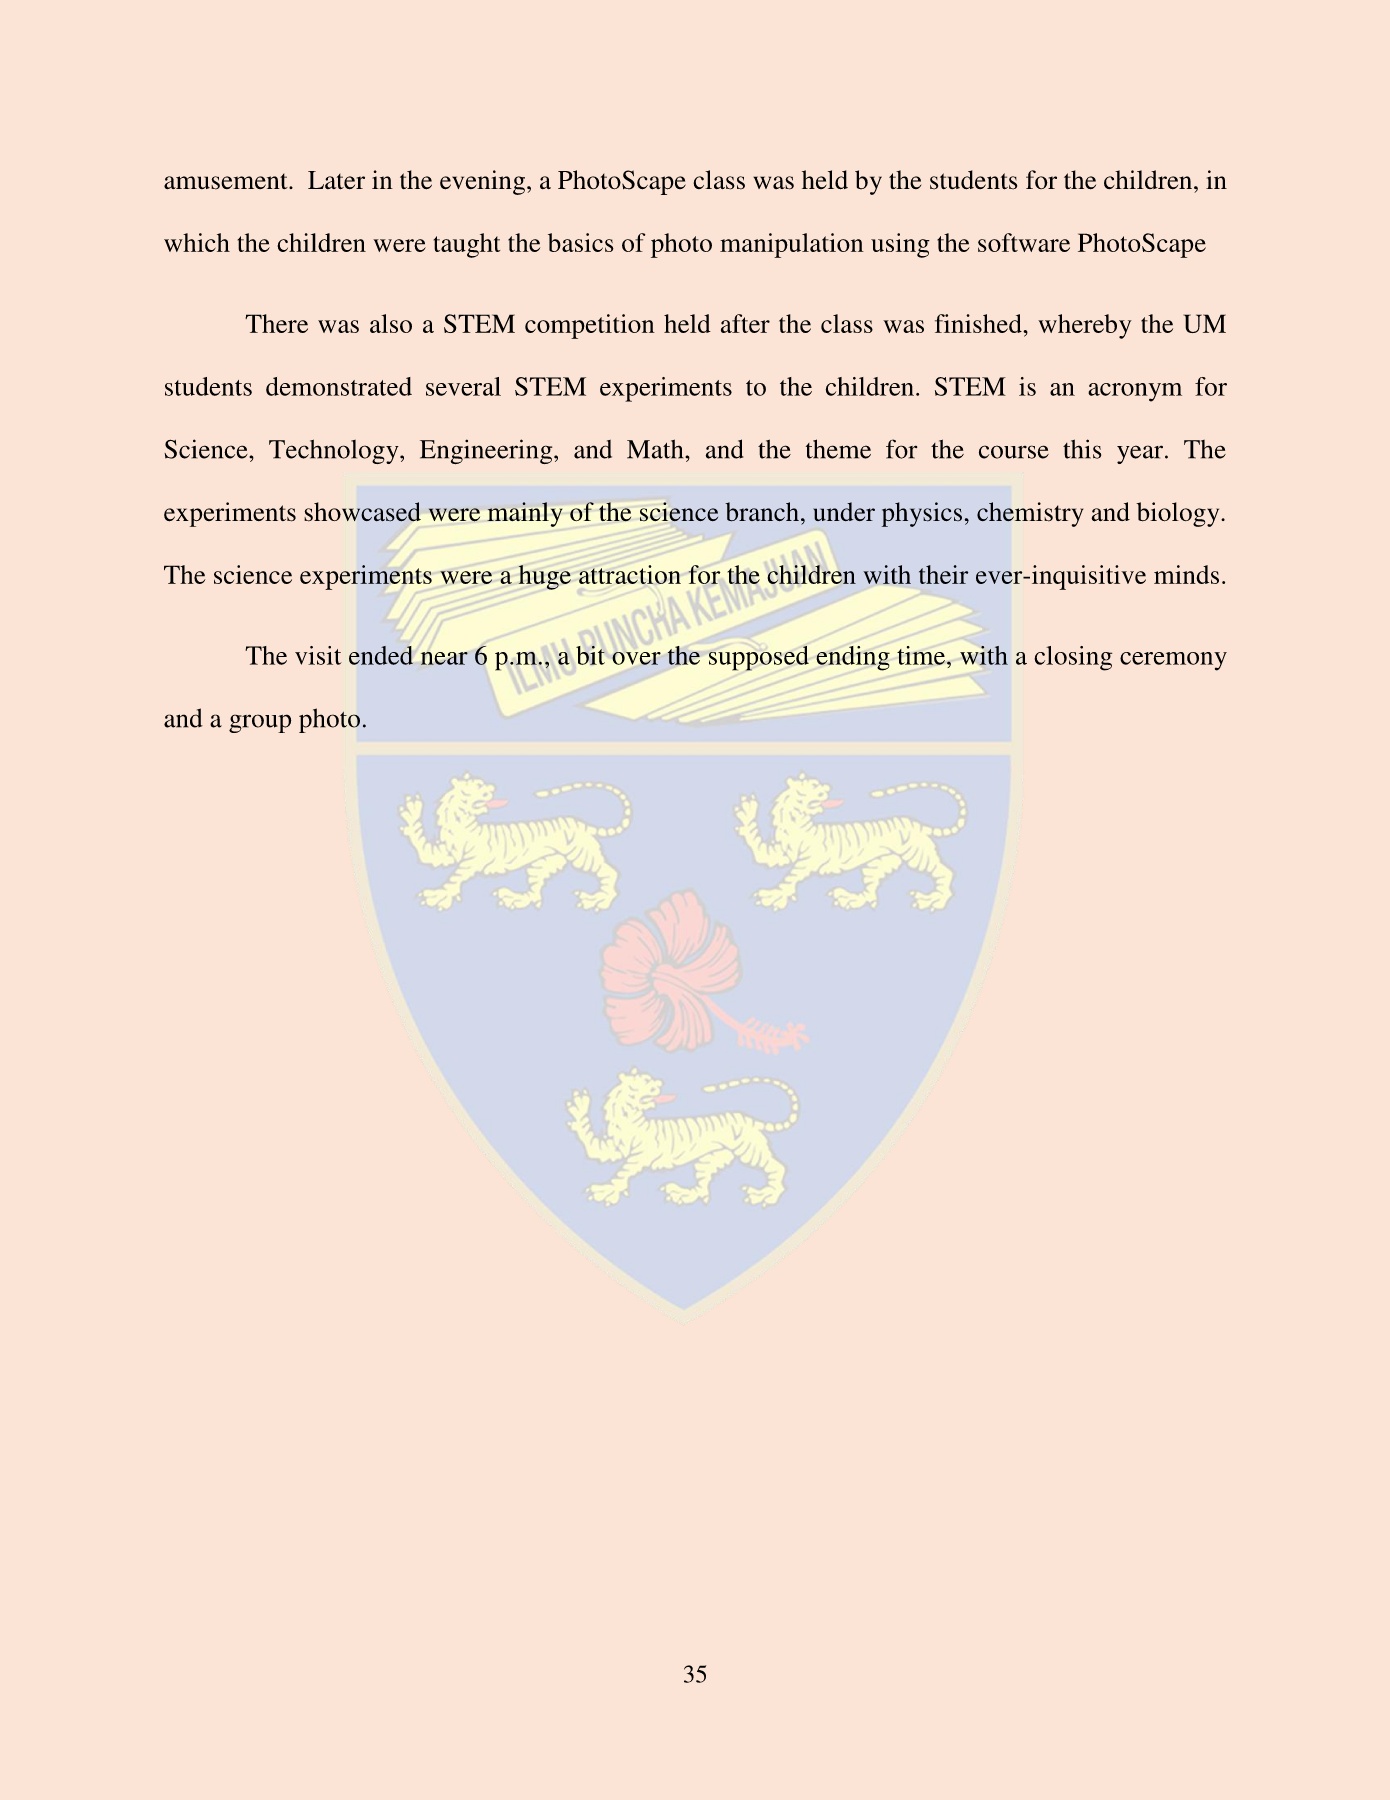 amusement.  Later in the evening, a PhotoScape class was held by the students for the children, in
which the children were taught the basics of photo manipulation using the software PhotoScape
There was also a STEM competition held after the class was finished, whereby the UM
students demonstrated several STEM experiments to the children. STEM is an acronym for
Science, Technology, Engineering, and Math, and the theme for the course this year. The
experiments showcased were mainly of the science branch, under physics, chemistry and biology.
The science experiments were a huge attraction for the children with their ever-inquisitive minds.
ILMU PUNCHA KEMAJUAN
The visit ended near 6 p.m., a bit over the supposed ending time, with a closing ceremony
and a group photo.
35